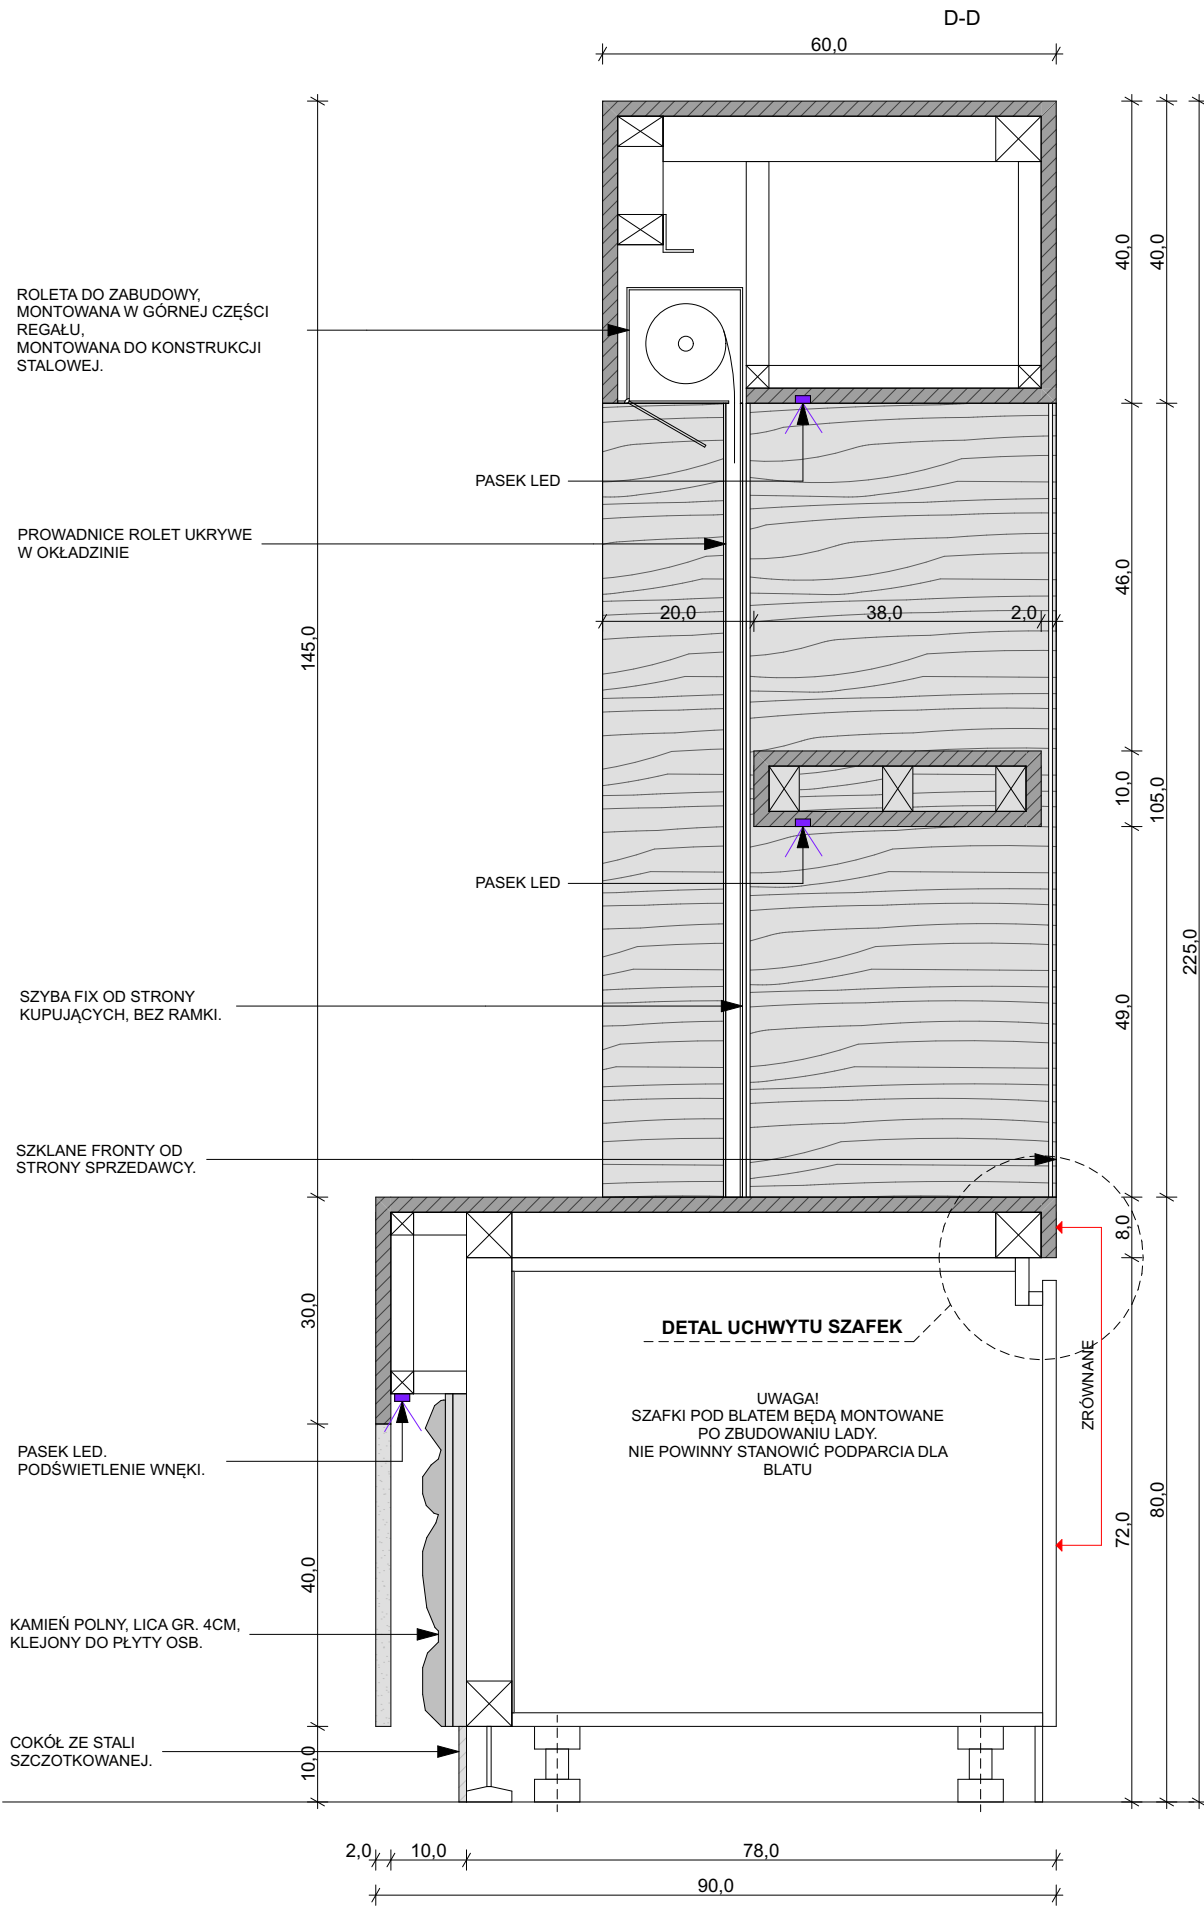 D-D
60,0
40,0
40,0
ROLETA DO ZABUDOWY,
MONTOWANA W GÓRNEJ CZĘŚCI
REGAŁU,
MONTOWANA DO KONSTRUKCJI
STALOWEJ.
PASEK LED
PROWADNICE ROLET UKRYWE
W OKŁADZINIE
46,0
20,0
38,0
2,0
145,0
10,0
105,0
PASEK LED
225,0
SZYBA FIX OD STRONY
KUPUJĄCYCH, BEZ RAMKI.
49,0
SZKLANE FRONTY OD
STRONY SPRZEDAWCY.
8,0
30,0
DETAL UCHWYTU SZAFEK
ZRÓWNANE
UWAGA!
SZAFKI POD BLATEM BĘDĄ MONTOWANE
PO ZBUDOWANIU LADY.
NIE POWINNY STANOWIĆ PODPARCIA DLA
BLATU
PASEK LED.
PODŚWIETLENIE WNĘKI.
72,0
80,0
40,0
KAMIEŃ POLNY, LICA GR. 4CM,
KLEJONY DO PŁYTY OSB.
COKÓŁ ZE STALI
SZCZOTKOWANEJ.
10,0
2,0
10,0
78,0
90,0